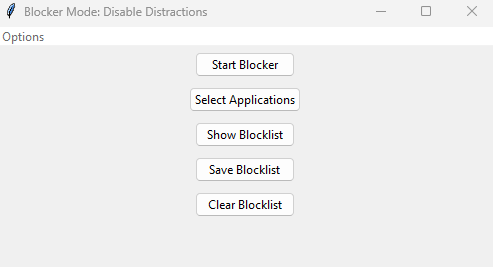 Blocker Mode: Disable Distractions
Options
Start Blocker
Select Applications
Show Blocklist
Save Blocklist
Clear Blocklist